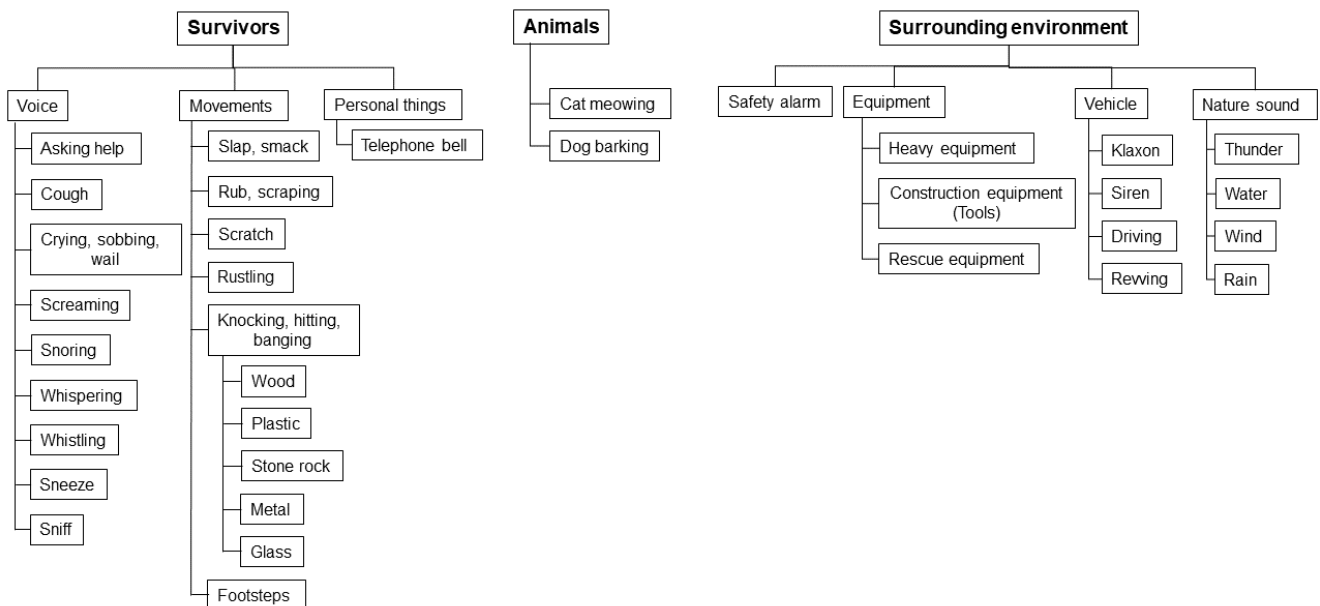 Survivors
Voice
Asking help
Cough
Crying, sobbing,
wail
Screaming
Snoring
Whispering
Whistling
Sneeze
Sniff
Movements
Slap, smack
Rub, scraping
Scratch
Rustling
Knocking, hitting,
banging
Wood
Plastic
Stone rock
Metal
Glass
Footsteps
Personal things
Telephone bell
Animals
Cat meowing
Dog barking
Surrounding environment
Safety alarm
Equipment
Heavy equipment
Construction equipment
(Tools)
Rescue equipment
Vehicle
Klaxon
Siren
Driving
Revving
Nature sound
Thunder
Water
Wind
Rain